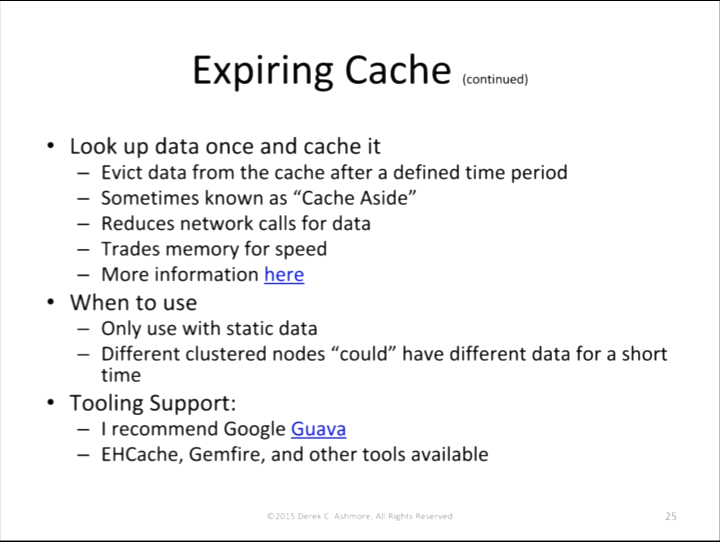 Expiring Cache (continued)
• Look up data once and cache it
– Evict data from the cache after a defined time period
– Sometimes known as “Cache Aside”
– Reduces network calls for data
– Trades memory for speed
– More information here
• When to use
– Only use with static data
– Different clustered nodes “could” have different data for a short
time
• Tooling Support:
– I recommend Google Guava
– EHCache, Gemfire, and other tools available
©2015 Derek C. Ashmore, All Rights Reserved
25